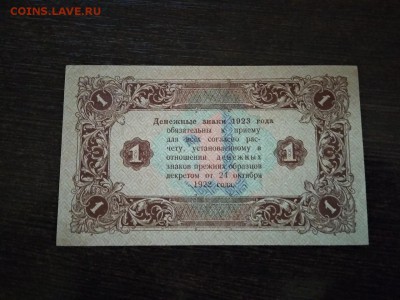 COINS.LAVE.RU
1 1
Денежные знаки 1923 года
обязательны к приему
для всех согласно рас-
чету, установленному в
1 1
отношении денежных
знаков прежних образцов
декретом от 24 октября
1922 года.
1 1